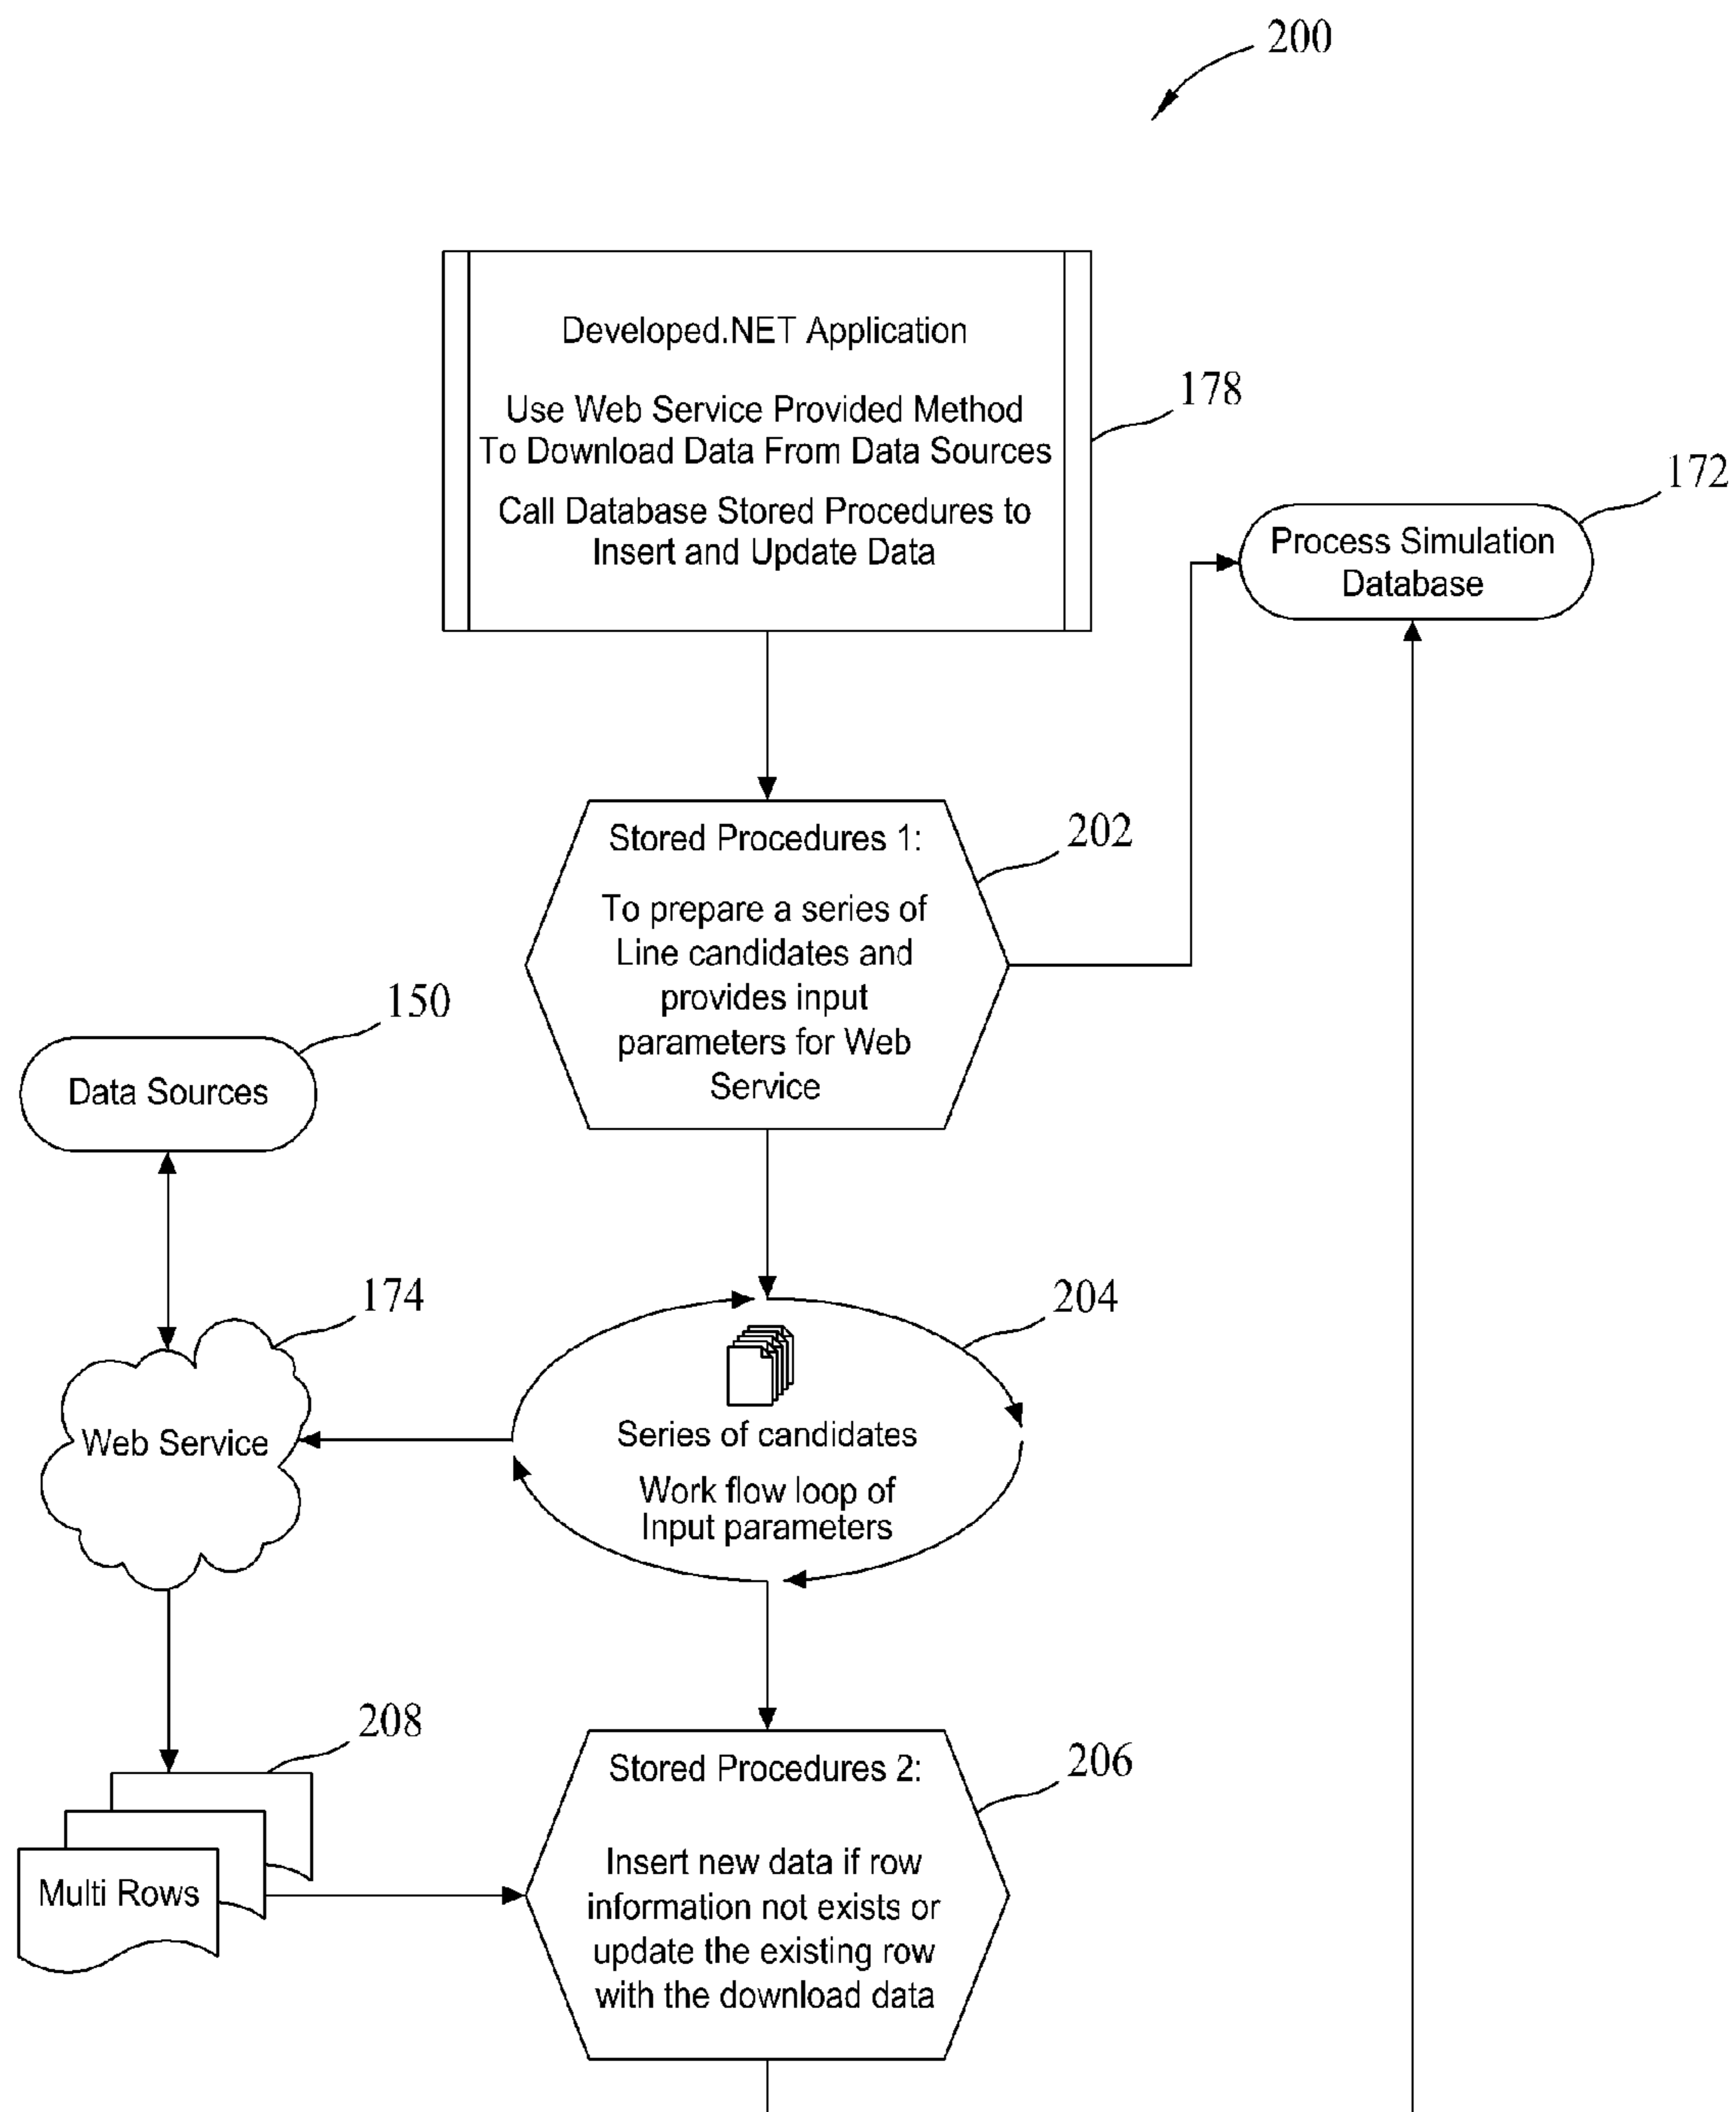 200
Developed.NET Application
Use Web Service Provided Method
To Download Data From Data Sources
Call Database Stored Procedures to
Insert and Update Data
178
172
Process Simulation
Database
Stored Procedures 1:
To prepare a series of
Line candidates and
provides input
parameters for Web
Service
202
150
Data Sources
174
Web Service
204
Series of candidates
Work flow loop of
Input parameters
208
Multi Rows
206
Stored Procedures 2:
Insert new data if row
information not exists or
update the existing row
with the download data